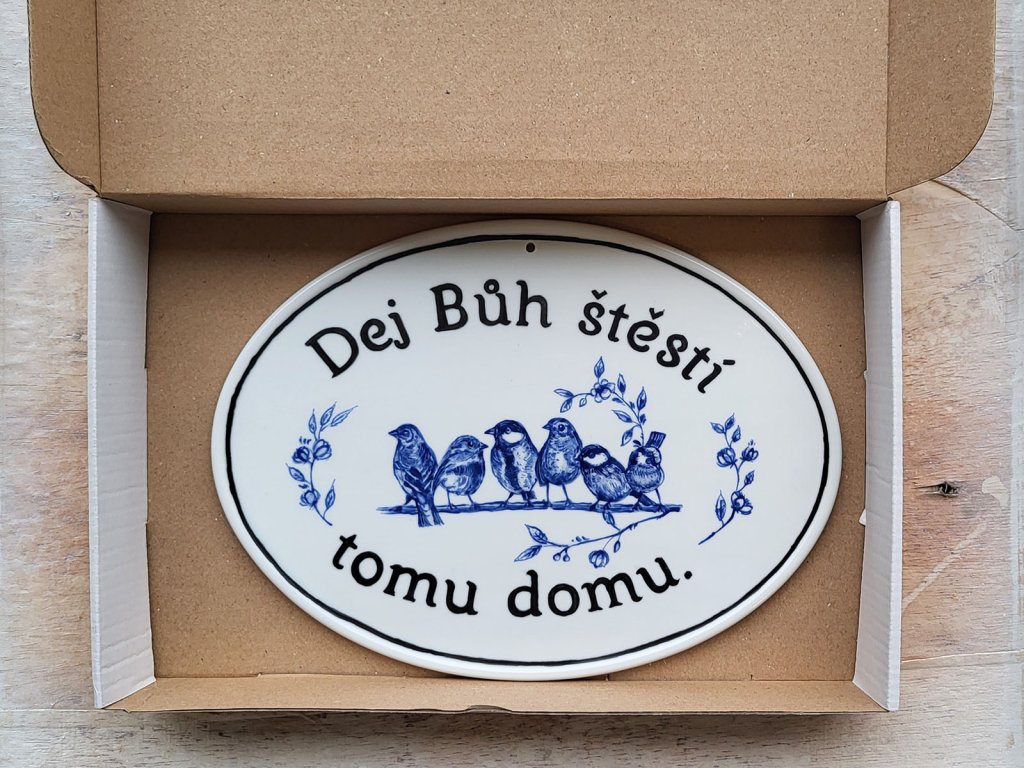 Dej Bůh štěstí
tomu domu.